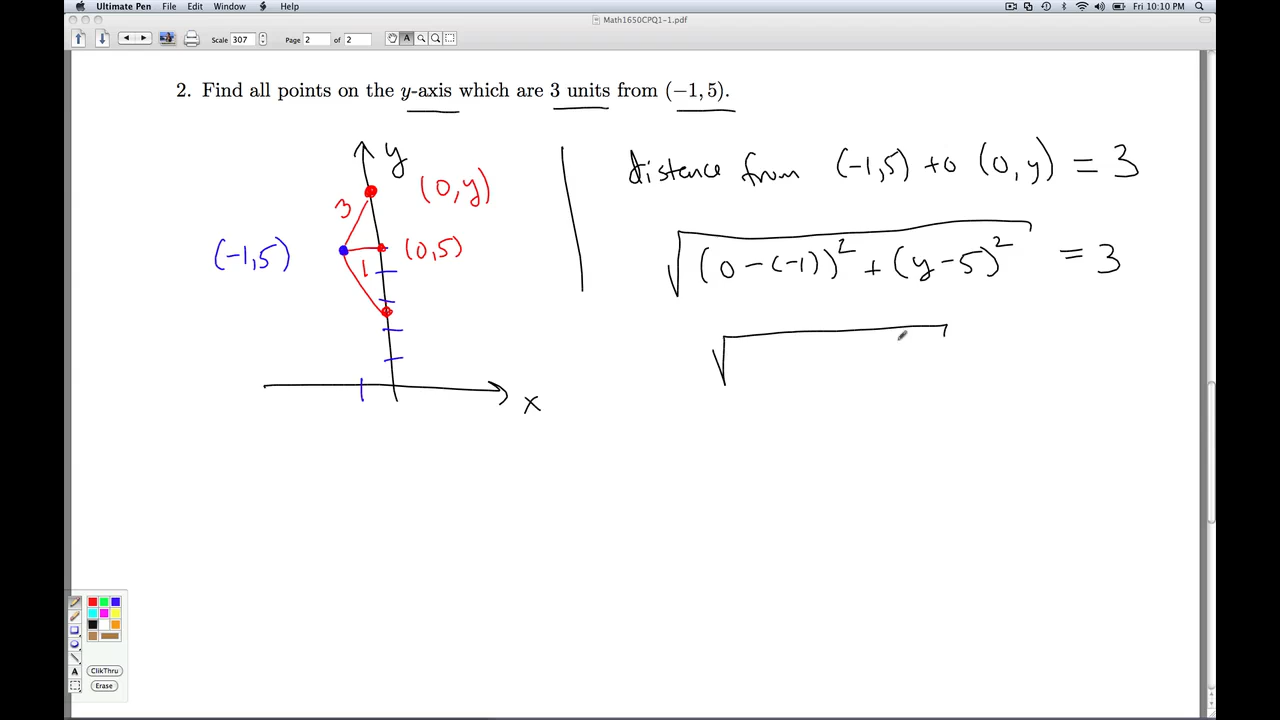 Ultimate Pen File Edit Window Help Fri 10:10 PM
Math1650CPQ1-1.pdf
Scale 307 Page 2 of 2 A
2. Find all points on the y-axis which are 3 units from (−1, 5).
y
3 (0,y)
(-1,5) (0,5)
1
x
distance from (-1,5) to (0,y) = 3
√((0-(-1))² + (y-5)²) = 3
√
A
ClikThru
Erase